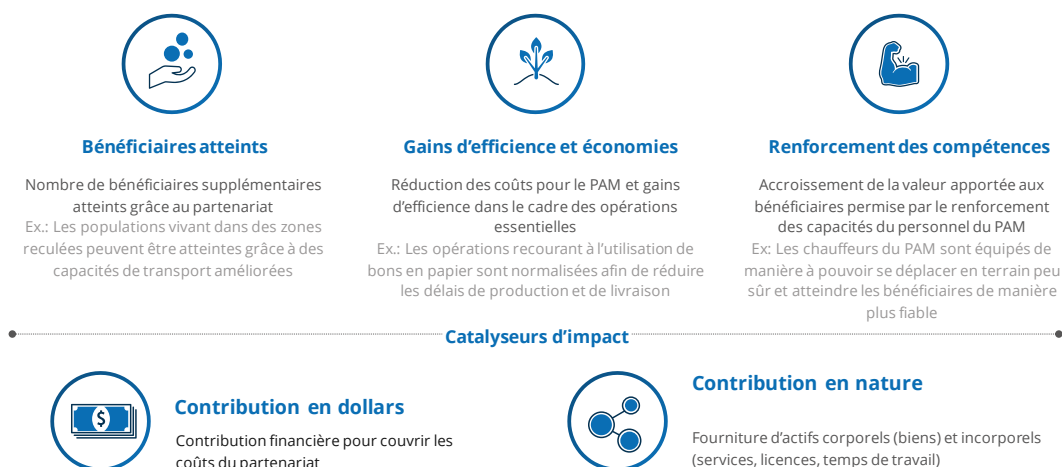 Bénéficiaires atteints
Nombre de bénéficiaires supplémentaires
atteints grâce au partenariat
Ex.: Les populations vivant dans des zones
reculées peuvent être atteintes grâce à des
capacités de transport améliorées
Gains d'efficience et économies
Réduction des coûts pour le PAM et gains
d'efficience dans le cadre des opérations
essentielles
Ex.: Les opérations recourant à l'utilisation de
bons en papier sont normalisées afin de réduire
les délais de production et de livraison
Renforcement des compétences
Accroissement de la valeur apportée aux
bénéficiaires permise par le renforcement
des capacités du personnel du PAM
Ex: Les chauffeurs du PAM sont équipés de
manière à pouvoir se déplacer en terrain peu
sûr et atteindre les bénéficiaires de manière
plus fiable
Catalyseurs d'impact
$
Contribution en dollars
Contribution financière pour couvrir les
coûts du partenariat
Contribution en nature
Fourniture d'actifs corporels (biens) et incorporels
(services, licences, temps de travail)